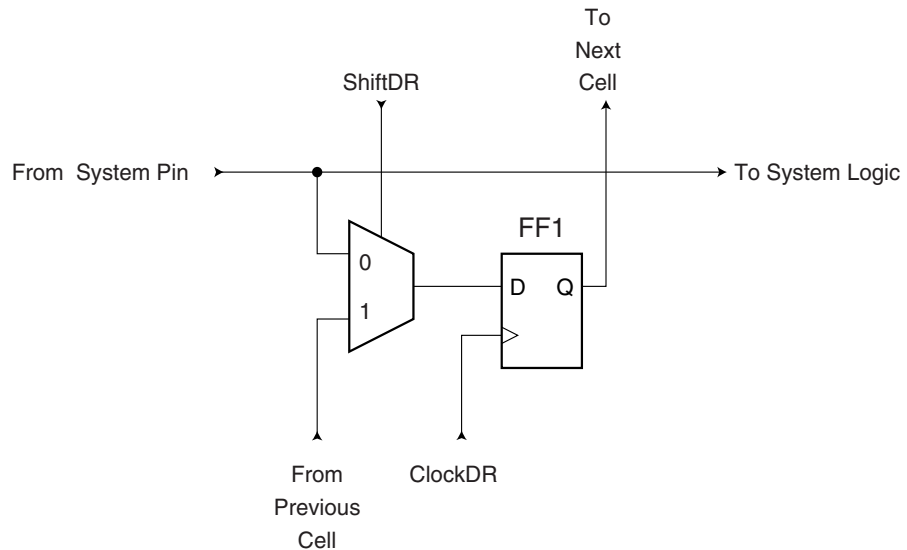 To
Next
Cell
ShiftDR
From System Pin
To System Logic
FF1
0
D Q
1
From
Previous
Cell
ClockDR